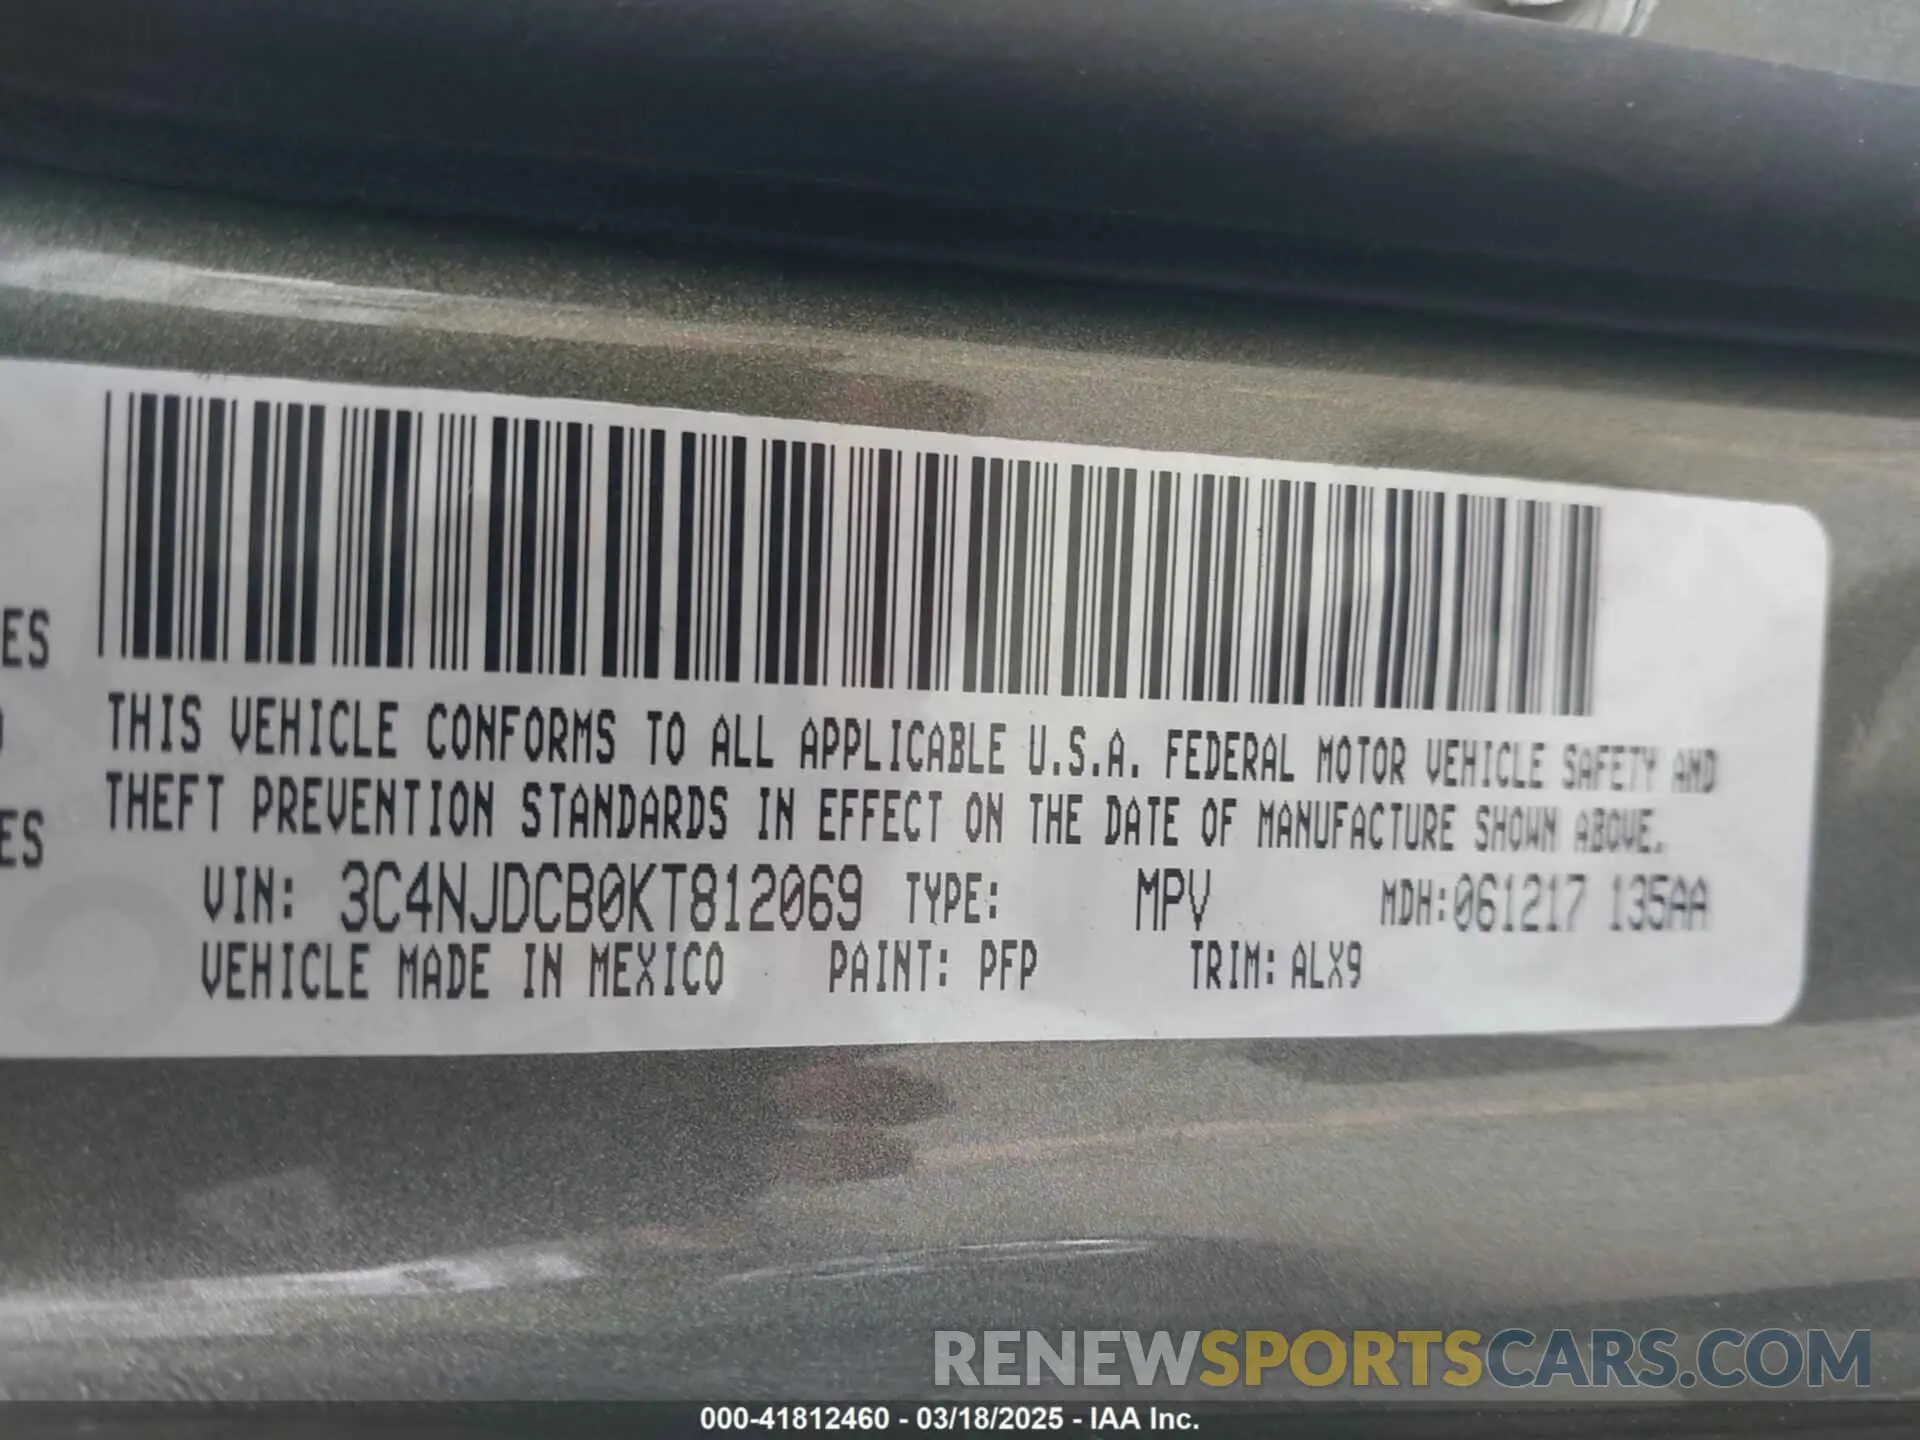 ES
ES
THIS VEHICLE CONFORMS TO ALL APPLICABLE U.S.A. FEDERAL MOTOR VEHICLE SAFETY AND
THEFT PREVENTION STANDARDS IN EFFECT ON THE DATE OF MANUFACTURE SHOWN ABOVE.
VIN: 3C4NJDCB0KT812069 TYPE: MPV MDH:061217 135AA
VEHICLE MADE IN MEXICO PAINT: PFP TRIM: ALX9
RENEWSPORTSCARS.COM
000-41812460 - 03/18/2025 - IAA Inc.